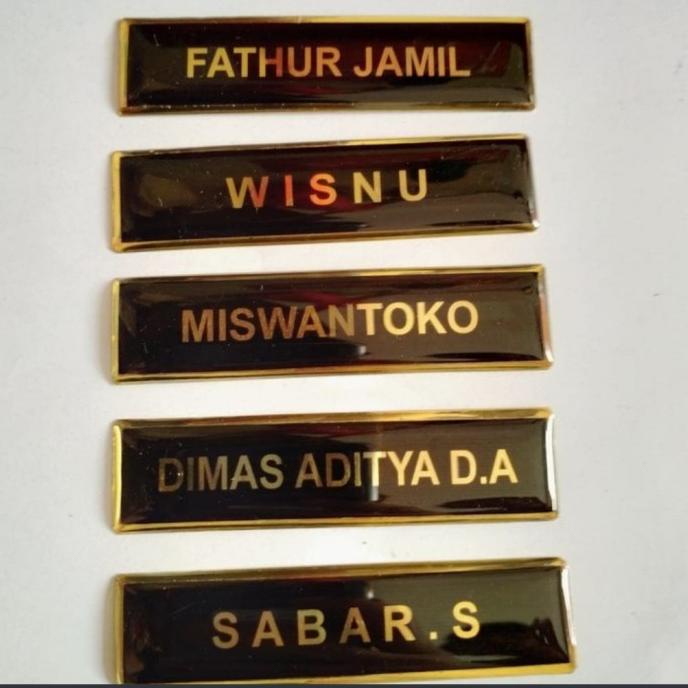 FATHUR JAMIL
WISNU
MISWANTOKO
DIMAS ADITYA D.A
SABAR.S